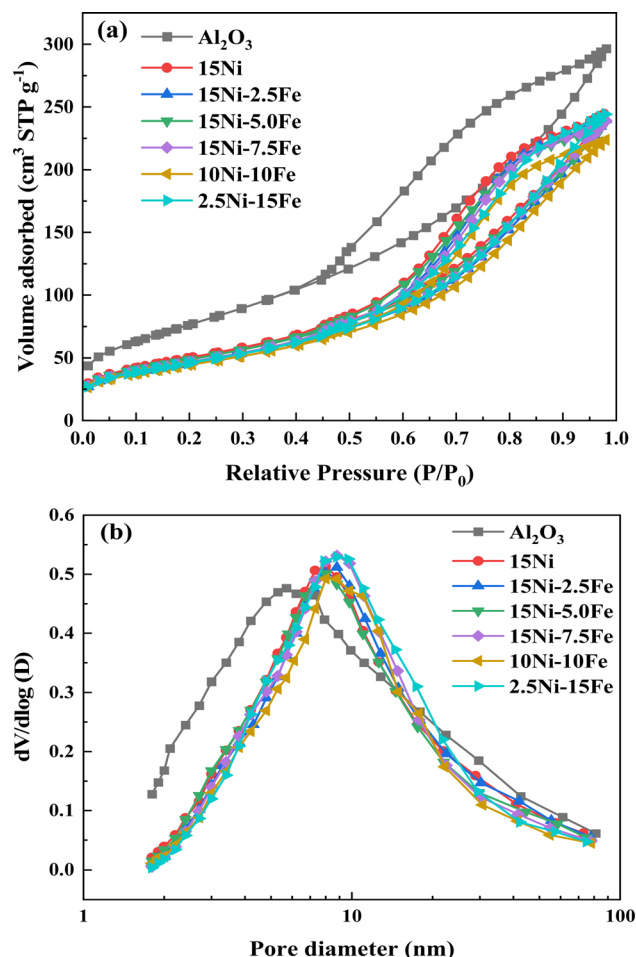 (a)
Al₂O₃
15Ni
15Ni-2.5Fe
15Ni-5.0Fe
15Ni-7.5Fe
10Ni-10Fe
2.5Ni-15Fe
Volume adsorbed (cm³ STP g⁻¹)
300
250
200
150
100
50
0
0.0 0.1 0.2 0.3 0.4 0.5 0.6 0.7 0.8 0.9 1.0
Relative Pressure (P/P₀)
(b)
Al₂O₃
15Ni
15Ni-2.5Fe
15Ni-5.0Fe
15Ni-7.5Fe
10Ni-10Fe
2.5Ni-15Fe
dV/dlog (D)
0.6
0.5
0.4
0.3
0.2
0.1
0.0
1 10 100
Pore diameter (nm)